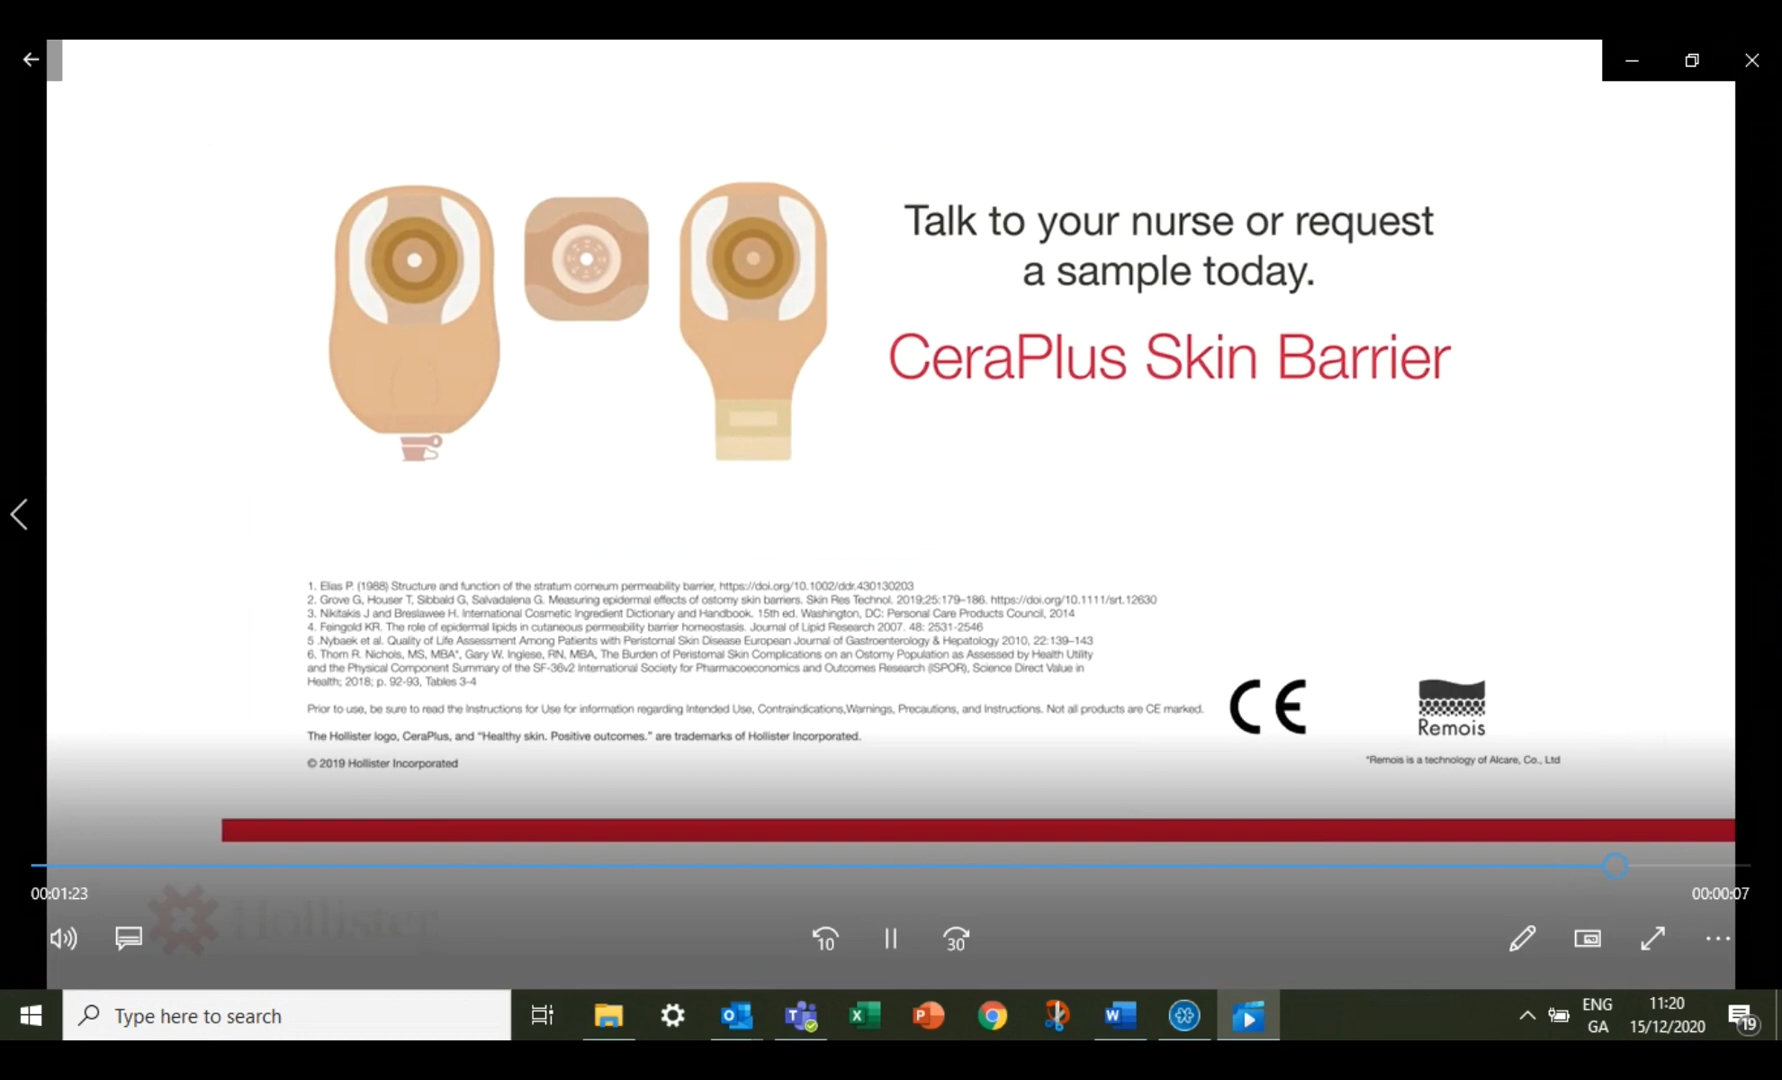 Talk to your nurse or request
a sample today.
CeraPlus Skin Barrier
1. Elias P. (1988) Structure and function of the stratum corneum permeability barrier, https://doi.org/10.1002/ddr.430130203
2. Grove G, Houser T, Sibbald G, Salvadalena G. Measuring epidermal effects of ostomy skin barriers. Skin Res Technol. 2019;25:179–186. https://doi.org/10.1111/srt.12630
3. Nikitakis J and Breslawee H. International Cosmetic Ingredient Dictionary and Handbook. 15th ed. Washington, DC: Personal Care Products Council, 2014
4. Feingold KR. The role of epidermal lipids in cutaneous permeability barrier homeostasis. Journal of Lipid Research 2007. 48: 2531-2546
5 .Nybaek et al. Quality of Life Assessment Among Patients with Peristomal Skin Disease European Journal of Gastroenterology & Hepatology 2010, 22:139–143
6. Thom R. Nichols, MS, MBA*, Gary W. Inglese, RN, MBA, The Burden of Peristomal Skin Complications on an Ostomy Population as Assessed by Health Utility
and the Physical Component Summary of the SF-36v2 International Society for Pharmacoeconomics and Outcomes Research (ISPOR), Science Direct Value in
Health; 2018; p. 92-93, Tables 3-4
Prior to use, be sure to read the Instructions for Use for information regarding Intended Use, Contraindications,Warnings, Precautions, and Instructions. Not all products are CE marked.
The Hollister logo, CeraPlus, and “Healthy skin. Positive outcomes.” are trademarks of Hollister Incorporated.
© 2019 Hollister Incorporated
CE
Remois
*Remois is a technology of Alcare, Co., Ltd
00:01:23
00:00:07
Hollister
10
30
Type here to search
ENG
GA
11:20
15/12/2020
19